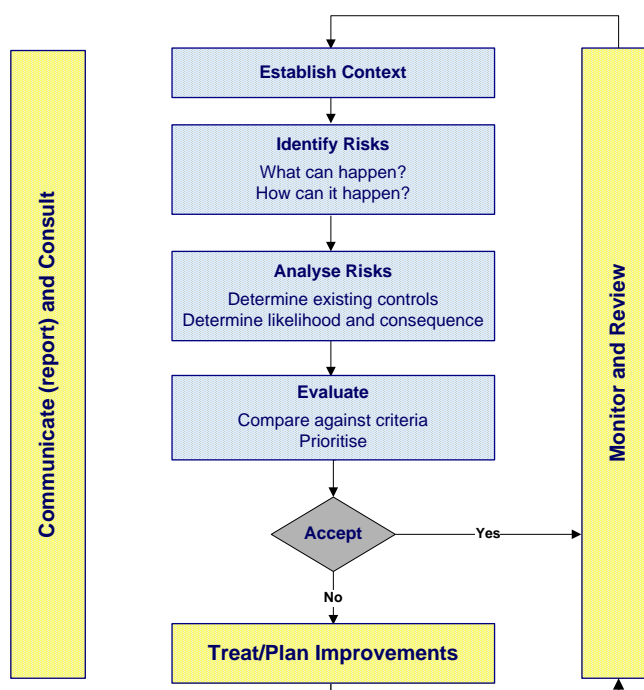 Communicate (report) and Consult
Establish Context
Identify Risks
What can happen?
How can it happen?
Analyse Risks
Determine existing controls
Determine likelihood and consequence
Evaluate
Compare against criteria
Prioritise
Accept
Yes
No
Treat/Plan Improvements
Monitor and Review